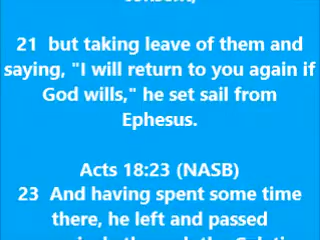 21 but taking leave of them and
saying, "I will return to you again if
God wills," he set sail from
Ephesus.
Acts 18:23 (NASB)
23 And having spent some time
there, he left and passed